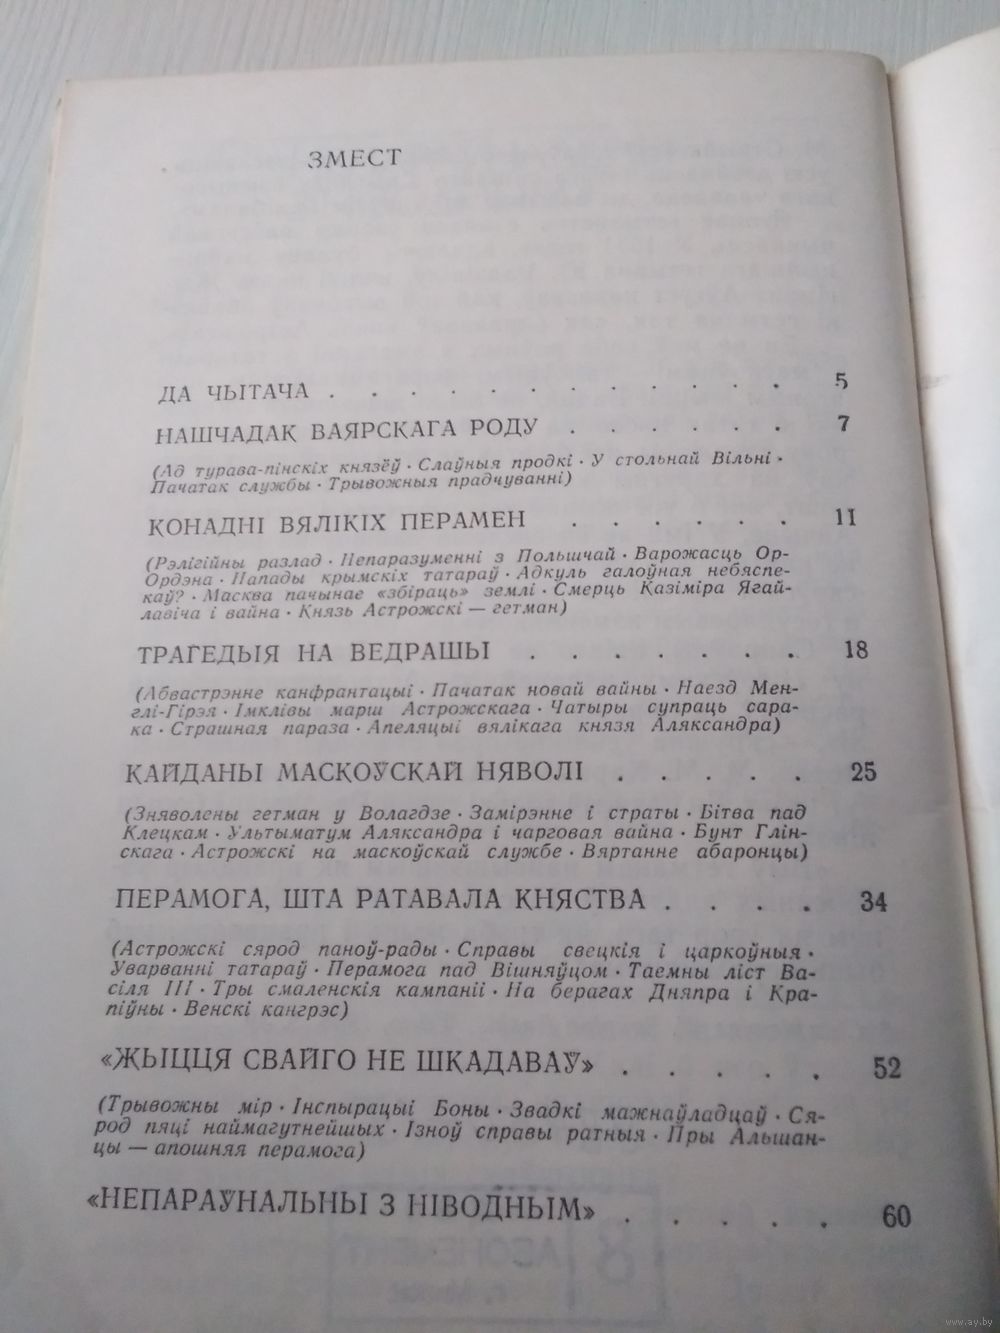 ЗМЕСТ
ДА ЧЫТАЧА . . . . . . . . . . . . 5
НАШЧАДАК ВАЯРСКАГА РОДУ . . . . . . 7
(Ад турава-пінскіх князёў · Слаўныя продкі · У стольнай Вільні ·
Пачатак службы · Трывожныя прадчуванні)
КОНАДНІ ВЯЛІКІХ ПЕРАМЕН . . . . . . 11
(Рэлігійны разлад · Непаразуменні з Польшчай · Варожасць Ор-
Ордэна · Напады крымскіх татараў · Адкуль галоўная небяспе-
каў? · Масква пачынае «збіраць» землі · Смерць Казіміра Ягай-
лавіча і вайна · Князь Астрожскі — гетман)
ТРАГЕДЫЯ НА ВЕДРАШЫ . . . . . . . 18
(Абвастрэнне канфрантацыі · Пачатак новай вайны · Наезд Мен-
глі-Гірэя · Імклівы марш Астрожскага · Чатыры супраць сара-
ка · Страшная параза · Апеляцыі вялікага князя Аляксандра)
КАЙДАНЫ МАСКОЎСКАЙ НЯВОЛІ . . . . . 25
(Зняволены гетман у Волагдзе · Замірэнне і страты · Бітва пад
Клецкам · Ультыматум Аляксандра і чарговая вайна · Бунт Глін-
скага · Астрожскі на маскоўскай службе · Вяртанне абаронцы)
ПЕРАМОГА, ШТА РАТАВАЛА КНЯСТВА . . . . 34
(Астрожскі сярод паноў-рады · Справы свецкія і царкоўныя ·
Уварванні татараў · Перамога пад Вішняўцом · Таемны ліст Ва-
сіля III · Тры смаленскія кампаніі · На берагах Дняпра і Кра-
піўны · Венскі кангрэс)
«ЖЫЦЦЯ СВАЙГО НЕ ШКАДАВАЎ» . . . . . 52
(Трывожны мір · Інспырацыі Боны · Звадкі мажнаўладцаў · Ся-
род пяці наймагутнейшых · Ізноў справы ратныя · Пры Альшан-
цы — апошняя перамога)
«НЕПАРАЎНАЛЬНЫ З НІВОДНЫМ» . . . . . 60
www.ay.by